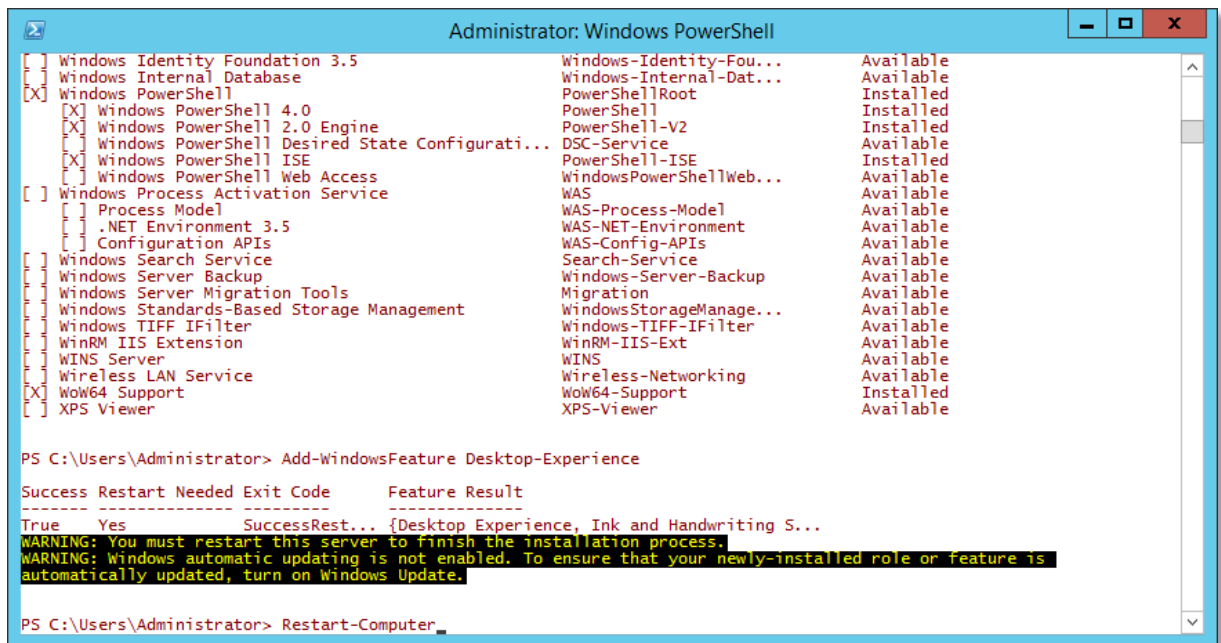 Administrator: Windows PowerShell
[ ] Windows Identity Foundation 3.5 Windows-Identity-Fou... Available
[ ] Windows Internal Database Windows-Internal-Dat... Available
[X] Windows PowerShell PowerShellRoot Installed
[X] Windows PowerShell 4.0 PowerShell Installed
[X] Windows PowerShell 2.0 Engine PowerShell-V2 Installed
[ ] Windows PowerShell Desired State Configurati... DSC-Service Available
[X] Windows PowerShell ISE PowerShell-ISE Installed
[ ] Windows PowerShell Web Access WindowsPowerShellWeb... Available
[ ] Windows Process Activation Service WAS Available
[ ] Process Model WAS-Process-Model Available
[ ] .NET Environment 3.5 WAS-NET-Environment Available
[ ] Configuration APIs WAS-Config-APIs Available
[ ] Windows Search Service Search-Service Available
[ ] Windows Server Backup Windows-Server-Backup Available
[ ] Windows Server Migration Tools Migration Available
[ ] Windows Standards-Based Storage Management WindowsStorageManage... Available
[ ] Windows TIFF IFilter Windows-TIFF-IFilter Available
[ ] WinRM IIS Extension WinRM-IIS-Ext Available
[ ] WINS Server WINS Available
[ ] Wireless LAN Service Wireless-Networking Available
[X] WoW64 Support WoW64-Support Installed
[ ] XPS Viewer XPS-Viewer Available
PS C:\Users\Administrator> Add-WindowsFeature Desktop-Experience
Success Restart Needed Exit Code Feature Result
------- -------------- --------- --------------
True Yes SuccessRest... {Desktop Experience, Ink and Handwriting S...
WARNING: You must restart this server to finish the installation process.
WARNING: Windows automatic updating is not enabled. To ensure that your newly-installed role or feature is
automatically updated, turn on Windows Update.
PS C:\Users\Administrator> Restart-Computer_